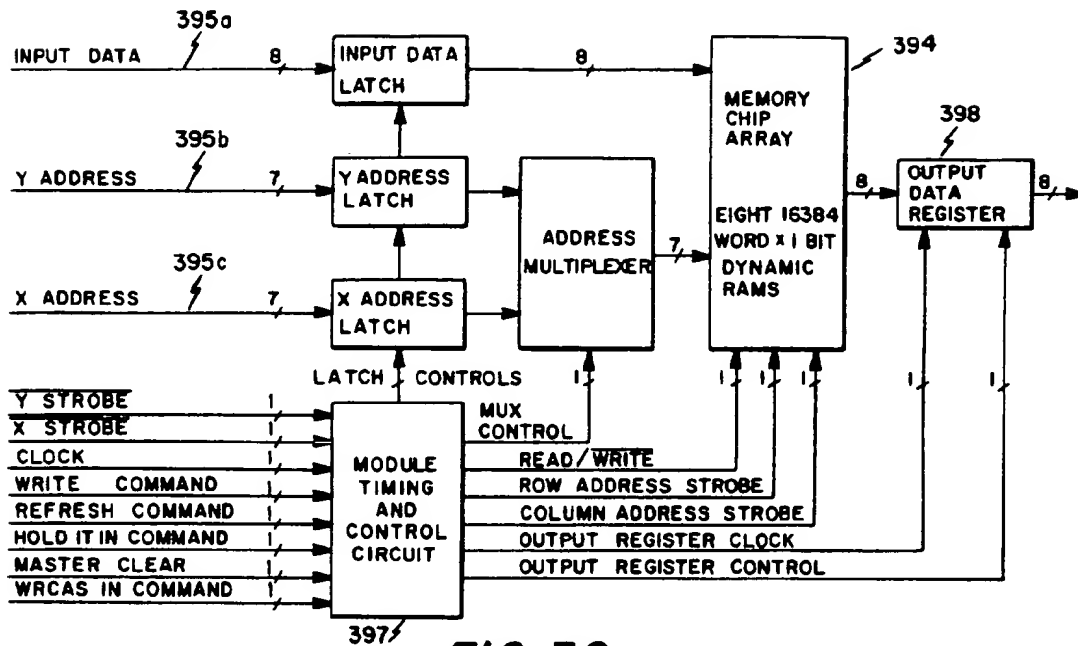 395a
INPUT DATA
8
INPUT DATA
LATCH
8
394
MEMORY
CHIP
ARRAY
EIGHT 16384
WORD x 1 BIT
DYNAMIC
RAMS
395b
Y ADDRESS
7
Y ADDRESS
LATCH
ADDRESS
MULTIPLEXER
7
8
398
OUTPUT
DATA
REGISTER
8
395c
X ADDRESS
7
X ADDRESS
LATCH
LATCH CONTROLS
1
1
1
1
1
1
Y STROBE
1
X STROBE
1
CLOCK
1
WRITE COMMAND
1
REFRESH COMMAND
1
HOLD IT IN COMMAND
1
MASTER CLEAR
1
WRCAS IN COMMAND
1
MODULE
TIMING
AND
CONTROL
CIRCUIT
397
MUX
CONTROL
READ/WRITE
ROW ADDRESS STROBE
COLUMN ADDRESS STROBE
OUTPUT REGISTER CLOCK
OUTPUT REGISTER CONTROL